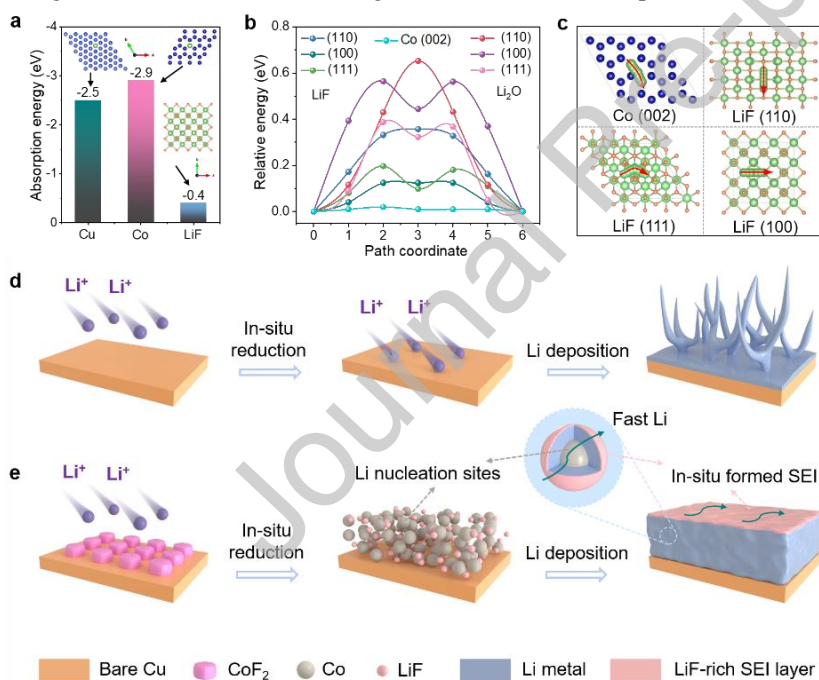 a
b
c
-4
-3
-2
-1
0
Absorption energy (eV)
-2.5
-2.9
-0.4
Cu
Co
LiF
0.8
0.6
0.4
0.2
0.0
Relative energy (eV)
(110)
(100)
(111)
LiF
Co (002)
(110)
(100)
(111)
Li₂O
0 1 2 3 4 5 6
Path coordinate
Co (002)
LiF (110)
LiF (111)
LiF (100)
d
Li⁺ Li⁺
In-situ
reduction
Li⁺ Li⁺
Li deposition
e
Li⁺ Li⁺
In-situ
reduction
Li nucleation sites
Fast Li
In-situ formed SEI
Li deposition
Bare Cu
CoF₂
Co
LiF
Li metal
LiF-rich SEI layer